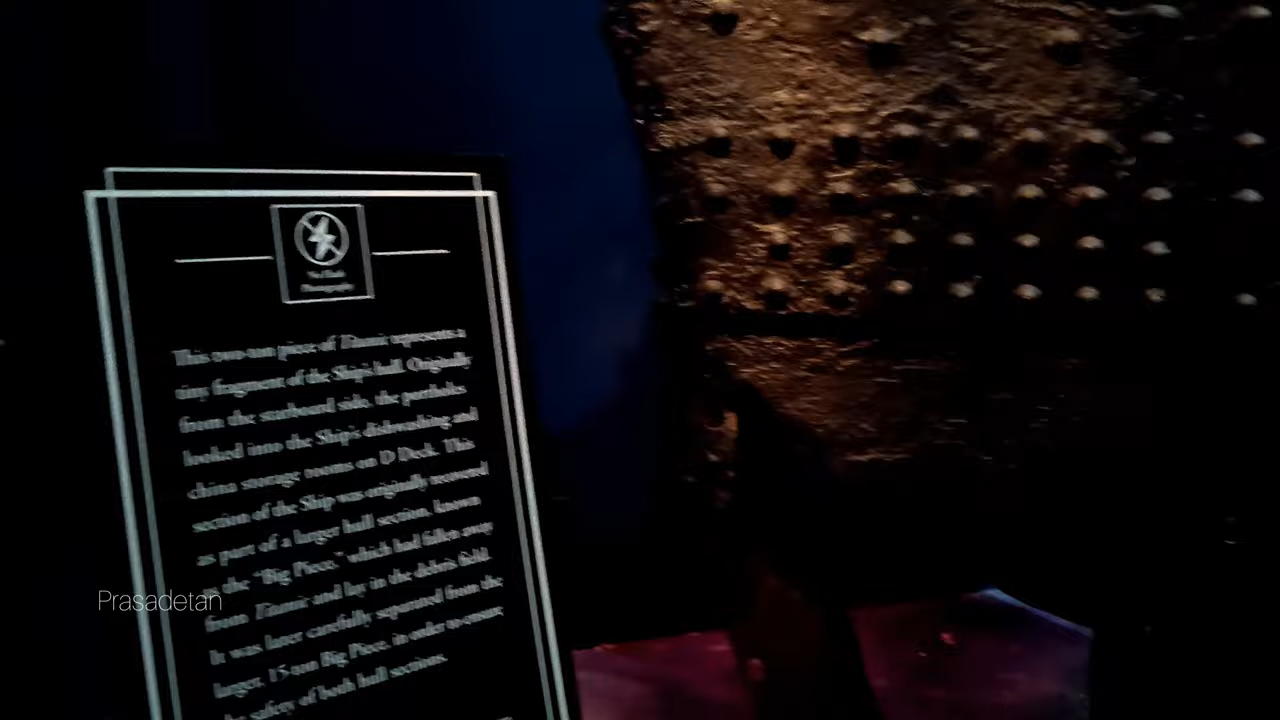 No Flash
Photography
This two-ton piece of Titanic represents a
tiny fragment of the Ship's hull. Originally
from the starboard side, the portholes
looked into the Ship's dishwashing and
china storage rooms on D Deck. This
section of the Ship was originally recovered
as part of a larger hull section, known
as the "Big Piece," which had fallen away
from Titanic and lay in the debris field.
It was later carefully separated from the
larger, 15-ton Big Piece, in order to ensure
the safety of both hull sections.
Prasadetan